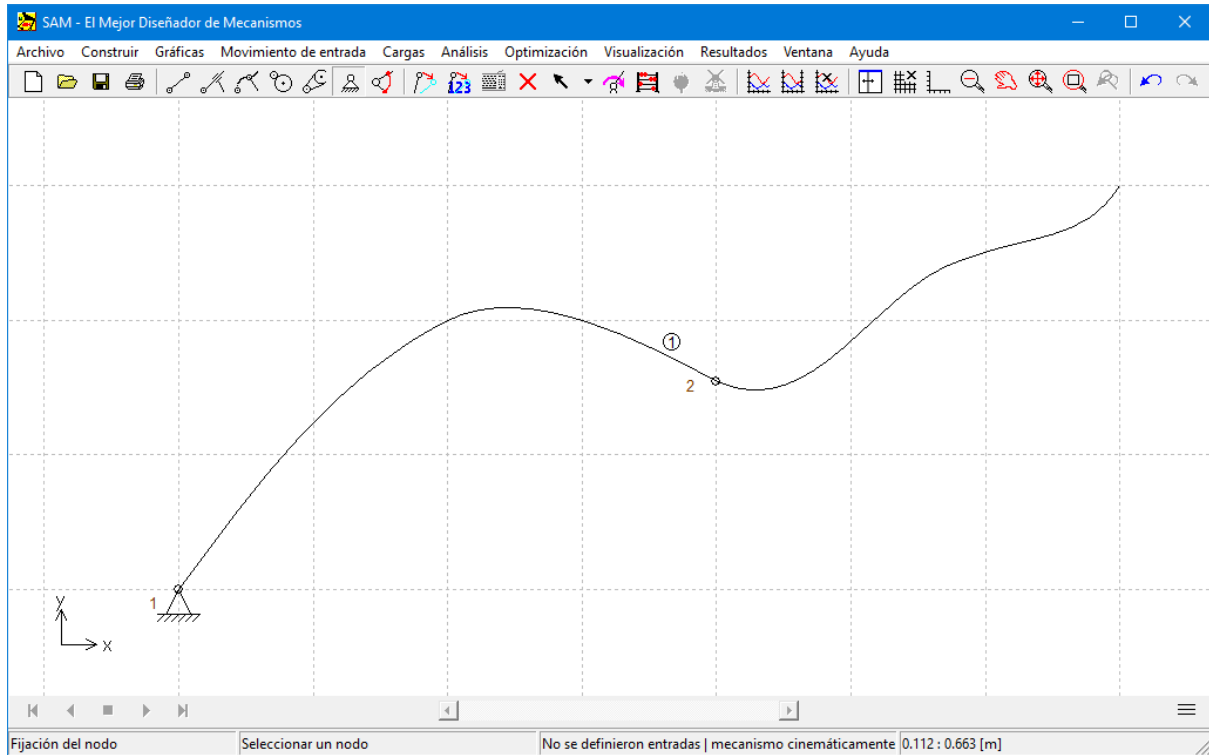 SAM - El Mejor Diseñador de Mecanismos
Archivo Construir Gráficas Movimiento de entrada Cargas Análisis Optimización Visualización Resultados Ventana Ayuda
123
1
2
1
y
x
Fijación del nodo Seleccionar un nodo No se definieron entradas | mecanismo cinemáticamente 0.112 : 0.663 [m]